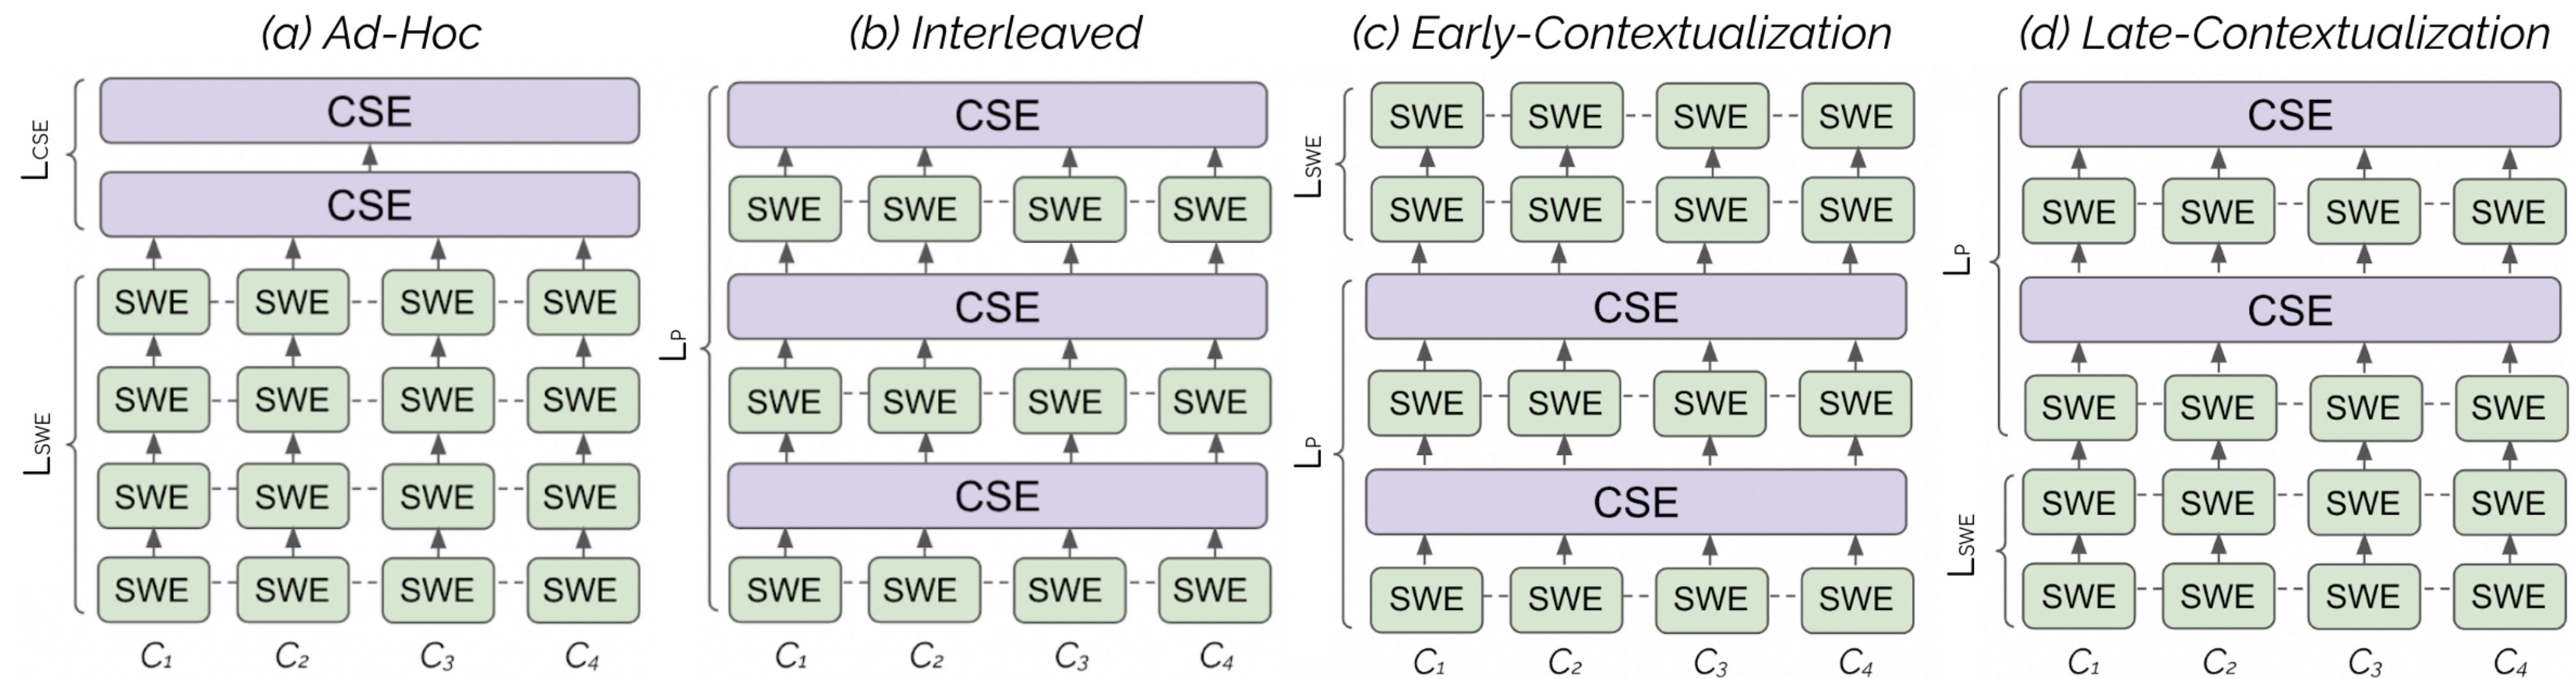 (a) Ad-Hoc
CSE
CSE
L_CSE
SWE SWE SWE SWE
SWE SWE SWE SWE
SWE SWE SWE SWE
SWE SWE SWE SWE
L_SWE
C₁ C₂ C₃ C₄
(b) Interleaved
CSE
SWE SWE SWE SWE
CSE
SWE SWE SWE SWE
CSE
SWE SWE SWE SWE
L_P
C₁ C₂ C₃ C₄
(c) Early-Contextualization
SWE SWE SWE SWE
SWE SWE SWE SWE
L_SWE
CSE
SWE SWE SWE SWE
CSE
SWE SWE SWE SWE
L_P
C₁ C₂ C₃ C₄
(d) Late-Contextualization
CSE
SWE SWE SWE SWE
CSE
SWE SWE SWE SWE
L_P
SWE SWE SWE SWE
SWE SWE SWE SWE
L_SWE
C₁ C₂ C₃ C₄